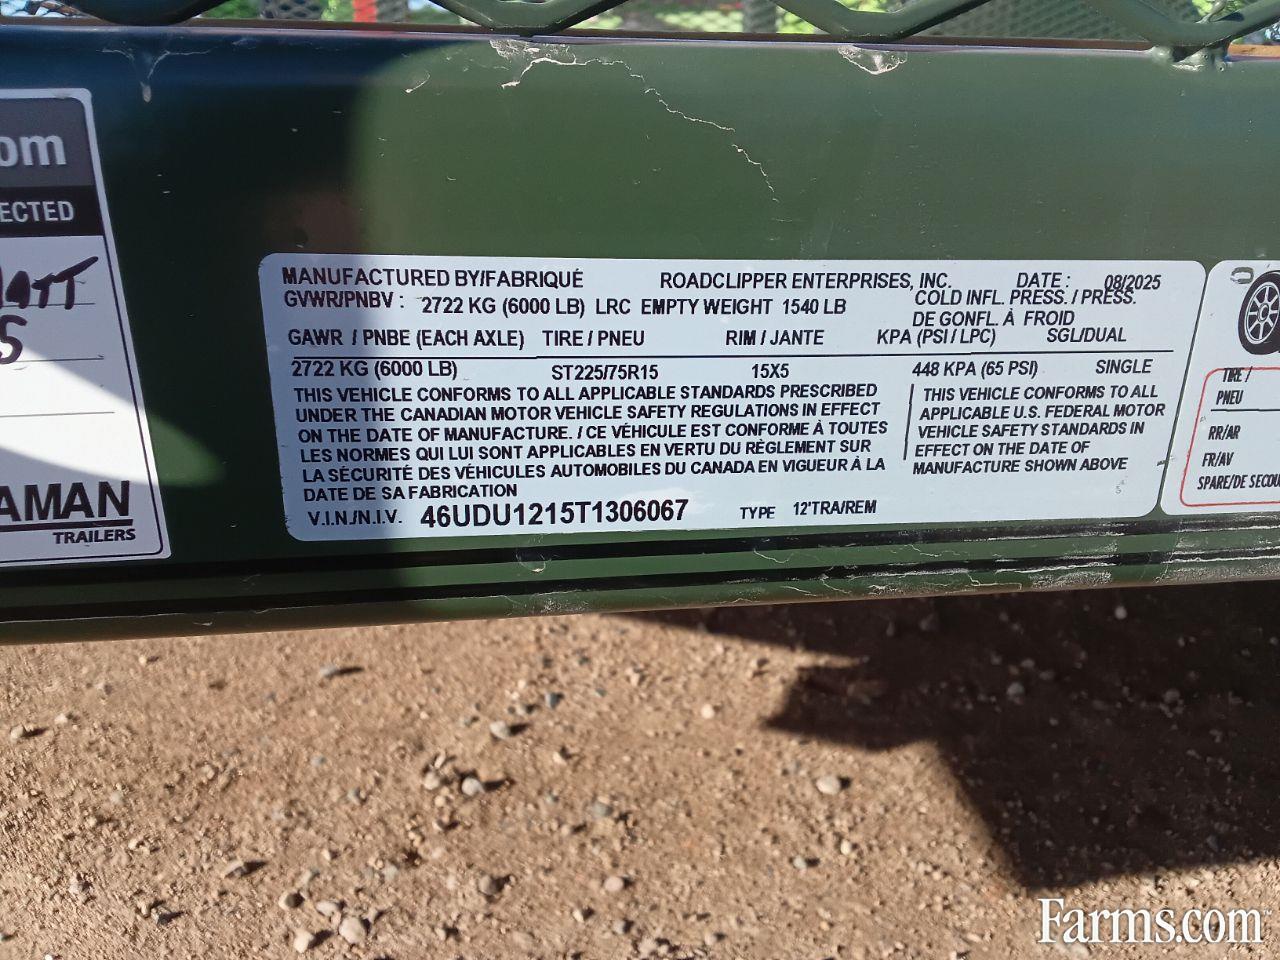 om
ECTED
AMAN
TRAILERS
MANUFACTURED BY/FABRIQUÉ ROADCLIPPER ENTERPRISES, INC. DATE : 08/2025
GVWR/PNBV : 2722 KG (6000 LB) LRC EMPTY WEIGHT 1540 LB COLD INFL. PRESS. / PRESS.
DE GONFL. À FROID
GAWR / PNBE (EACH AXLE) TIRE / PNEU RIM / JANTE KPA (PSI / LPC) SGL/DUAL
2722 KG (6000 LB) ST225/75R15 15X5 448 KPA (65 PSI) SINGLE
THIS VEHICLE CONFORMS TO ALL APPLICABLE STANDARDS PRESCRIBED
UNDER THE CANADIAN MOTOR VEHICLE SAFETY REGULATIONS IN EFFECT
ON THE DATE OF MANUFACTURE. / CE VÉHICULE EST CONFORME À TOUTES
LES NORMES QUI LUI SONT APPLICABLES EN VERTU DU RÈGLEMENT SUR
LA SÉCURITÉ DES VÉHICULES AUTOMOBILES DU CANADA EN VIGUEUR À LA
DATE DE SA FABRICATION
THIS VEHICLE CONFORMS TO ALL
APPLICABLE U.S. FEDERAL MOTOR
VEHICLE SAFETY STANDARDS IN
EFFECT ON THE DATE OF
MANUFACTURE SHOWN ABOVE
V.I.N./N.I.V. 46UDU1215T1306067 TYPE 12'TRA/REM
TIRE /
PNEU
RR/AR
FR/AV
SPARE/DE SECOU
Farms.com